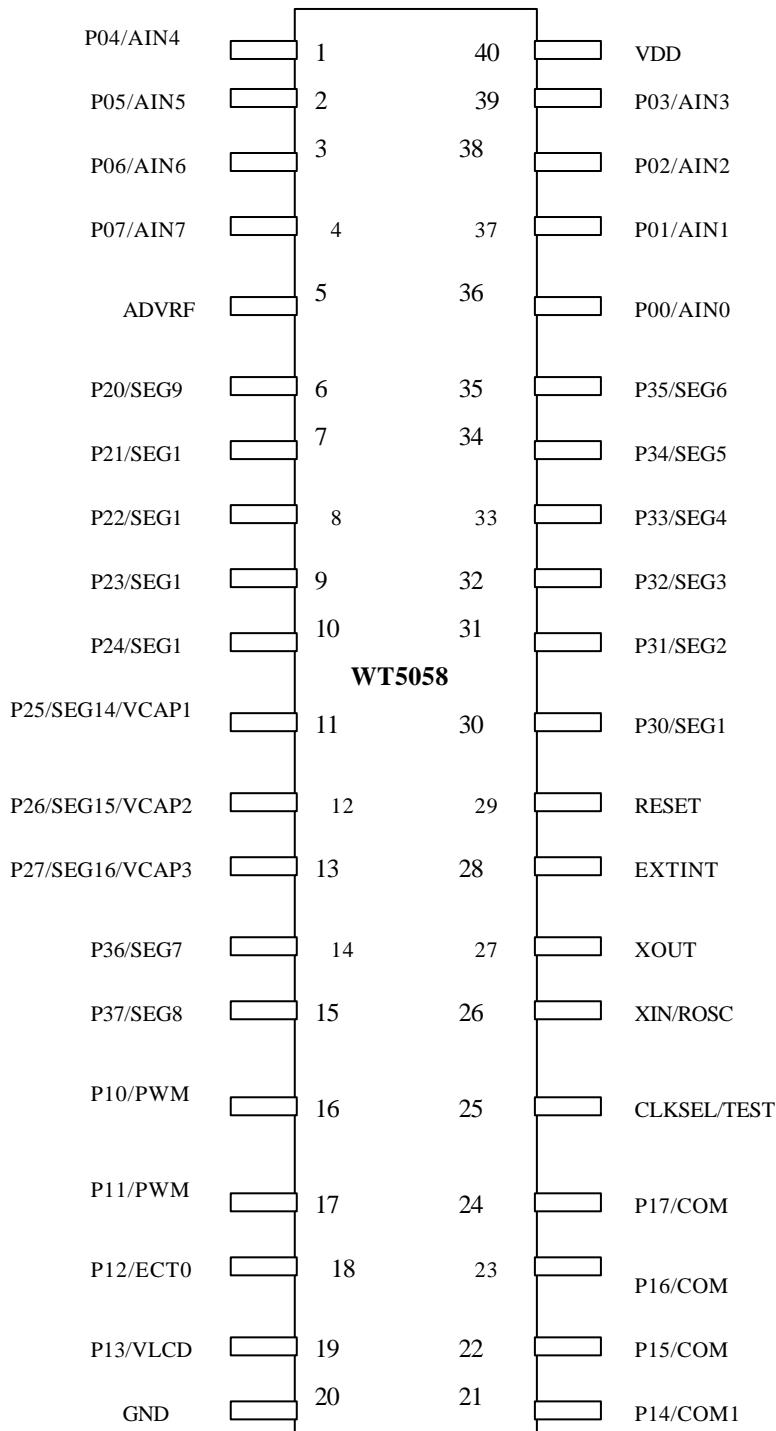 P04/AIN4 1 40 VDD
P05/AIN5 2 39 P03/AIN3
P06/AIN6 3 38 P02/AIN2
P07/AIN7 4 37 P01/AIN1
ADVRF 5 36 P00/AIN0
P20/SEG9 6 35 P35/SEG6
P21/SEG1 7 34 P34/SEG5
P22/SEG1 8 33 P33/SEG4
P23/SEG1 9 32 P32/SEG3
P24/SEG1 10 31 P31/SEG2
WT5058
P25/SEG14/VCAP1 11 30 P30/SEG1
P26/SEG15/VCAP2 12 29 RESET
P27/SEG16/VCAP3 13 28 EXTINT
P36/SEG7 14 27 XOUT
P37/SEG8 15 26 XIN/ROSC
P10/PWM 16 25 CLKSEL/TEST
P11/PWM 17 24 P17/COM
P12/ECT0 18 23 P16/COM
P13/VLCD 19 22 P15/COM
GND 20 21 P14/COM1